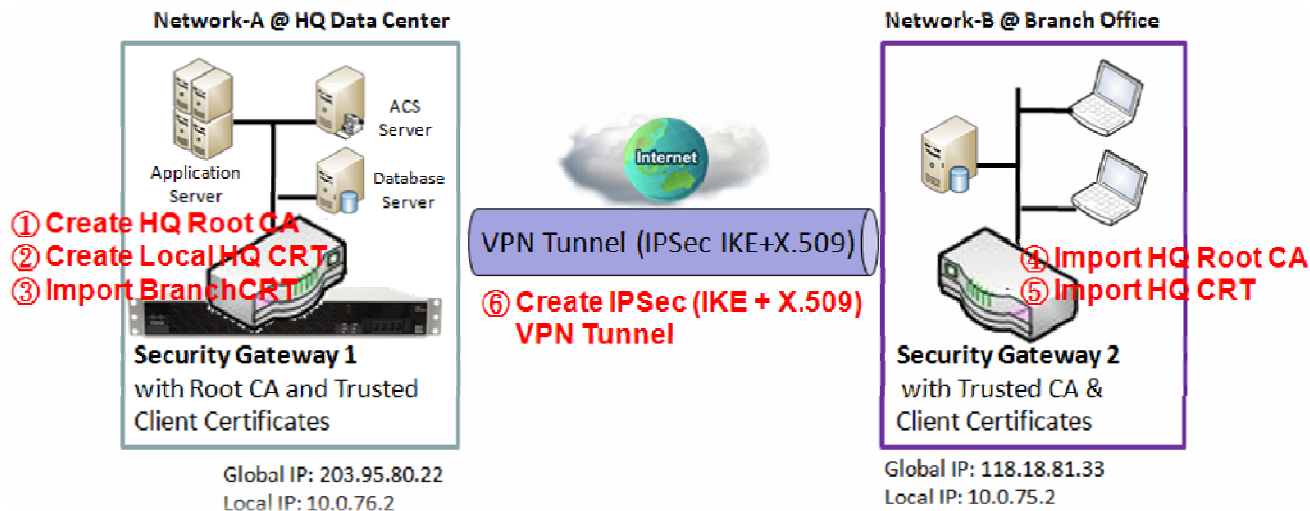 Network-A @ HQ Data Center
Network-B @ Branch Office
ACS
Server
Application
Server
Database
Server
Internet
① Create HQ Root CA
② Create Local HQ CRT
③ Import BranchCRT
VPN Tunnel (IPSec IKE+X.509)
④ Import HQ Root CA
⑤ Import HQ CRT
⑥ Create IPSec (IKE + X.509)
VPN Tunnel
Security Gateway 1
with Root CA and Trusted
Client Certificates
Security Gateway 2
with Trusted CA &
Client Certificates
Global IP: 203.95.80.22
Local IP: 10.0.76.2
Global IP: 118.18.81.33
Local IP: 10.0.75.2